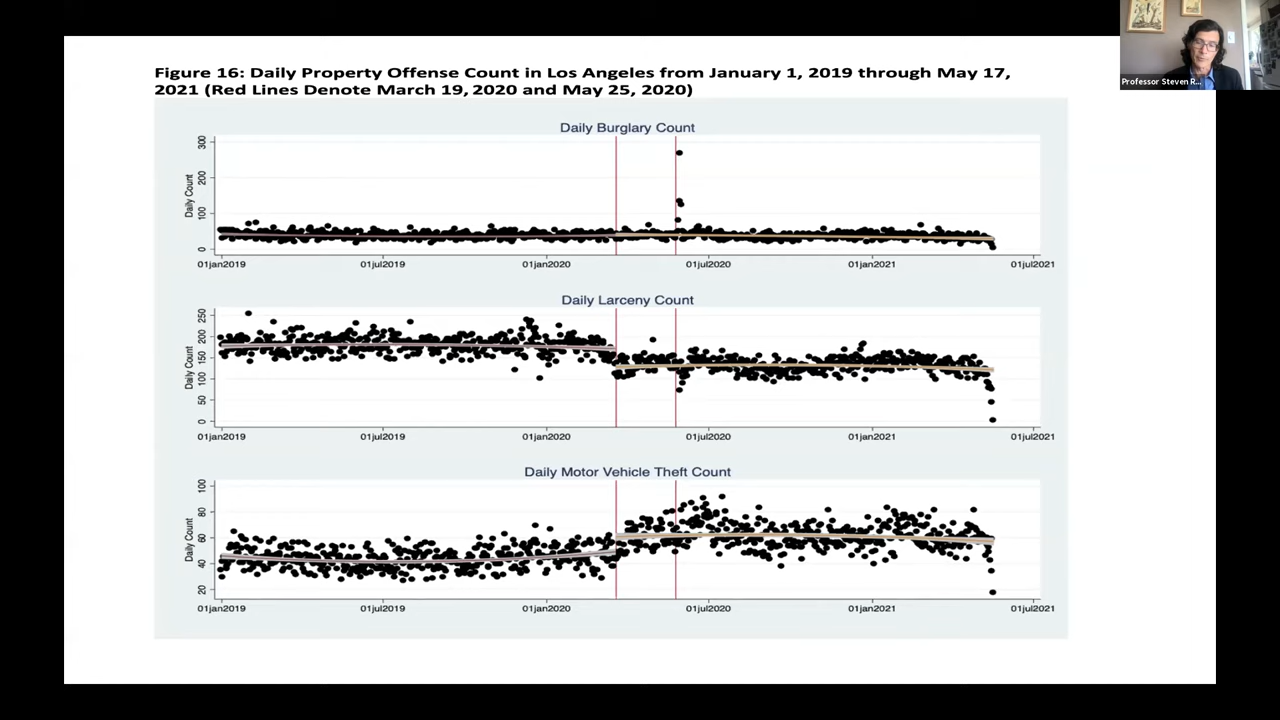 Professor Steven R...
Figure 16: Daily Property Offense Count in Los Angeles from January 1, 2019 through May 17,
2021 (Red Lines Denote March 19, 2020 and May 25, 2020)
Daily Burglary Count
Daily Count
300
200
100
0
01jan2019 01jul2019 01jan2020 01jul2020 01jan2021 01jul2021
Daily Larceny Count
Daily Count
250
200
150
100
50
0
01jan2019 01jul2019 01jan2020 01jul2020 01jan2021 01jul2021
Daily Motor Vehicle Theft Count
Daily Count
100
80
60
40
20
01jan2019 01jul2019 01jan2020 01jul2020 01jan2021 01jul2021